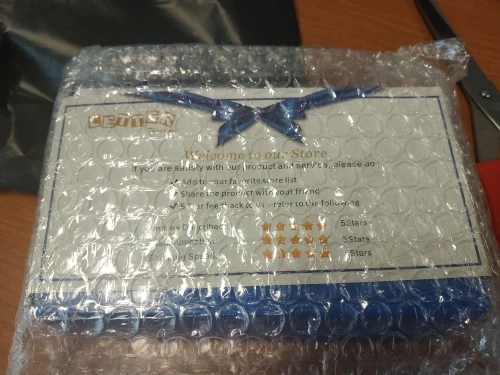 LETTER
Welcome to our Store
If you are satisfy with our product and service, please do
✓ Add to your favorite store list
✓ Share the product with your friend
✓ 5 star feedback to us - refer to the following
5Stars
5Stars
Stars